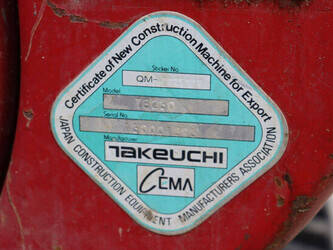 Certificate of New Construction Machine for Export
Sticker No.
QM-
Model
Serial No.
Manufacturer
TAKEUCHI
CEMA
JAPAN CONSTRUCTION EQUIPMENT MANUFACTURERS ASSOCIATION